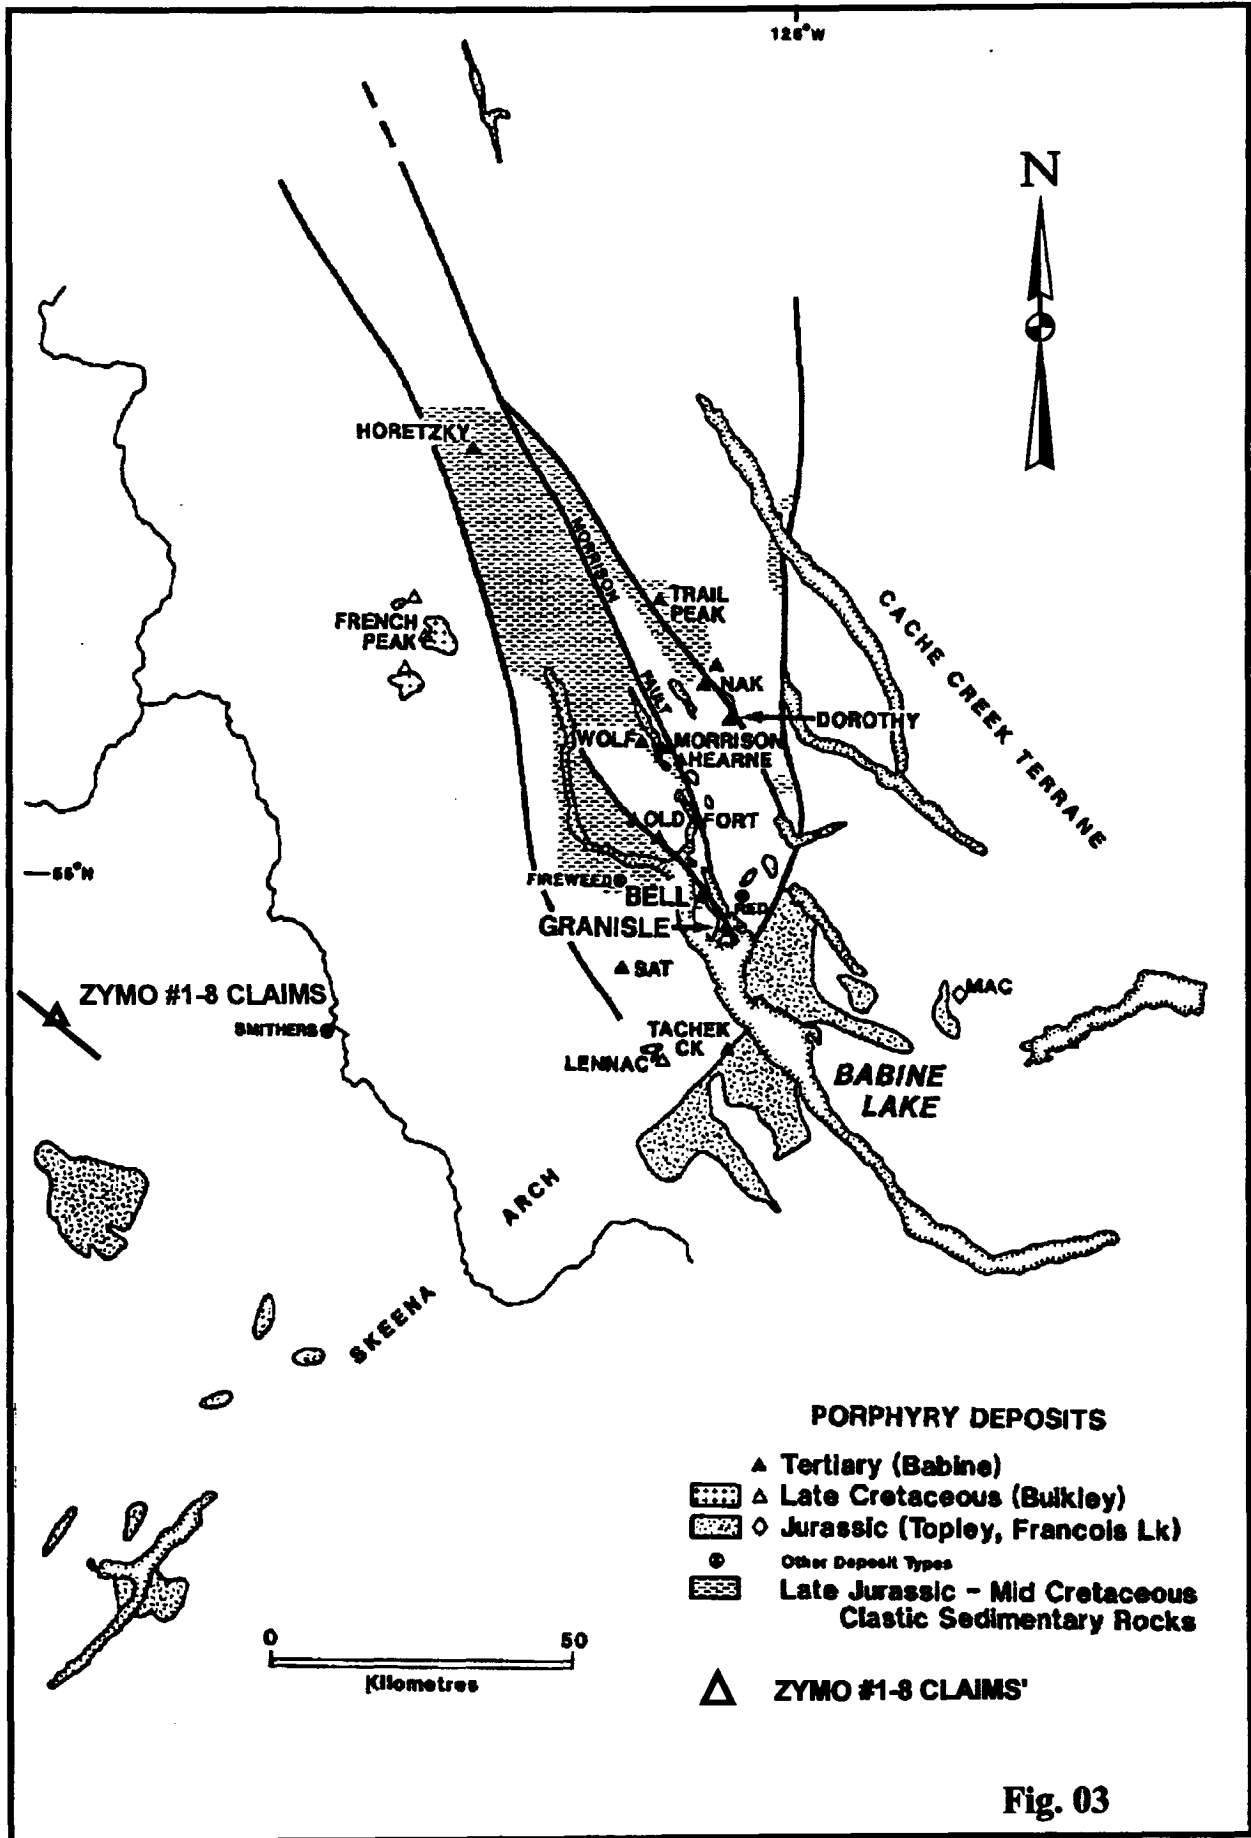 126°W
N
HORETZKY
MORRISON
FAULT
TRAIL
PEAK
FRENCH
PEAK
NAK
DOROTHY
CACHE CREEK TERRANE
WOLF
MORRISON
HEARNE
OLD FORT
55°N
FIREWEED
BELL
RED
GRANISLE
SAT
ZYMO #1-8 CLAIMS
MAC
SMITHERS
TACHEK
CK
LENNAC
BABINE
LAKE
SKEENA ARCH
PORPHYRY DEPOSITS
Tertiary (Babine)
Late Cretaceous (Bulkley)
Jurassic (Topley, Francois Lk)
Other Deposit Types
Late Jurassic - Mid Cretaceous
Clastic Sedimentary Rocks
0 50
Kilometres
ZYMO #1-8 CLAIMS'
Fig. 03